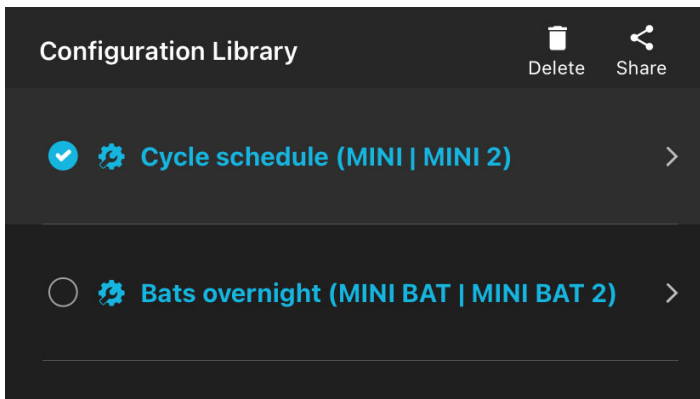 Configuration Library
Delete Share
Cycle schedule (MINI | MINI 2)
Bats overnight (MINI BAT | MINI BAT 2)